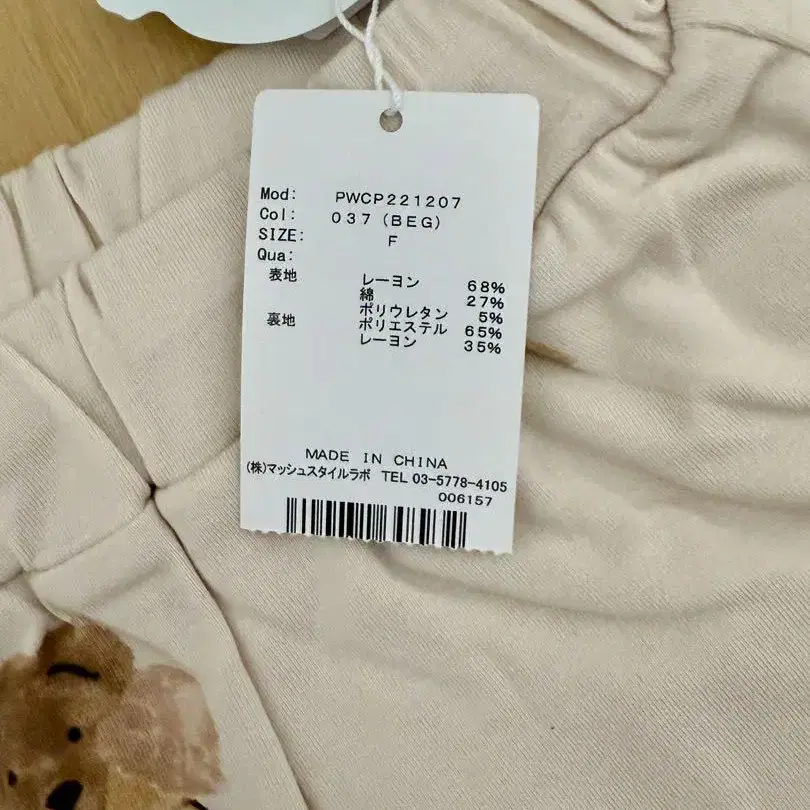 Mod: PWCP221207
Col: 037(BEG)
SIZE: F
Qua:
表地 レーヨン 68%
綿 27%
ポリウレタン 5%
裏地 ポリエステル 65%
レーヨン 35%
MADE IN CHINA
(株)マッシュスタイルラボ TEL 03-5778-4105
006157